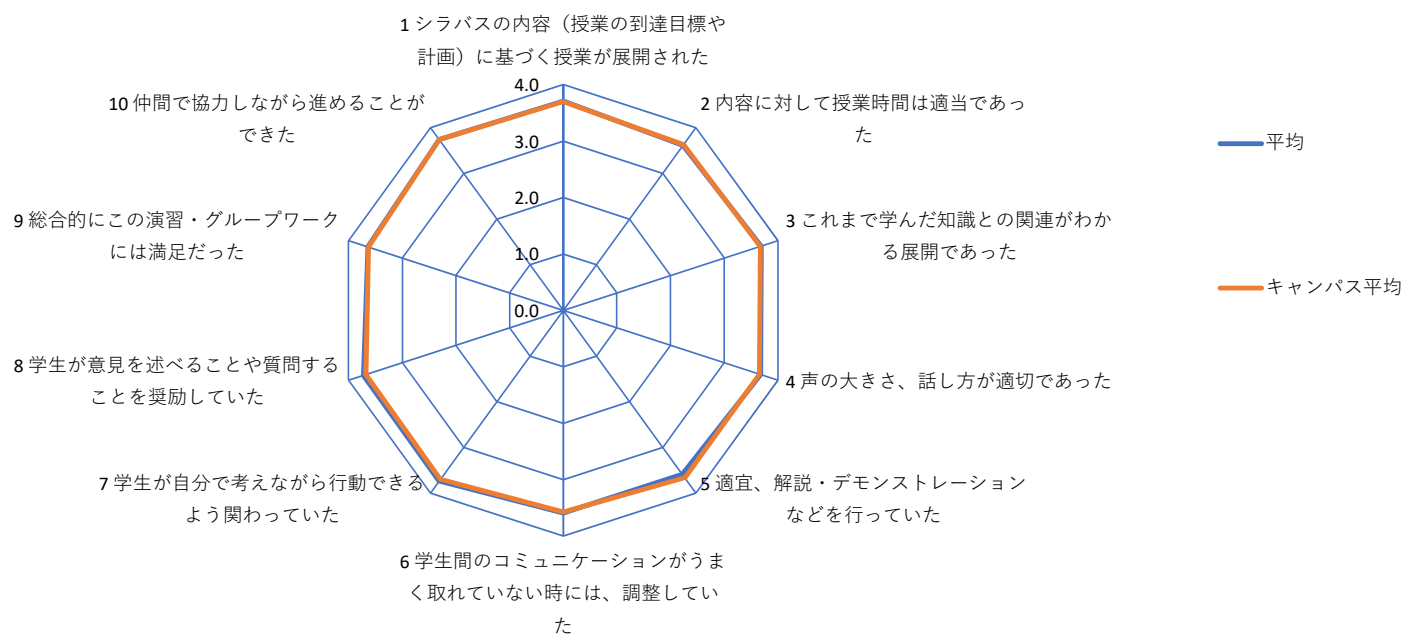 1 シラバスの内容（授業の到達目標や
計画）に基づく授業が展開された
4.0
3.0
2.0
1.0
0.0
2 内容に対して授業時間は適当であっ
た
3 これまで学んだ知識との関連がわか
る展開であった
4 声の大きさ、話し方が適切であった
5 適宜、解説・デモンストレーション
などを行っていた
6 学生間のコミュニケーションがうま
く取れていない時には、調整してい
た
7 学生が自分で考えながら行動できる
よう関わっていた
8 学生が意見を述べることや質問する
ことを奨励していた
9 総合的にこの演習・グループワーク
には満足だった
10 仲間で協力しながら進めることが
できた
平均
キャンパス平均